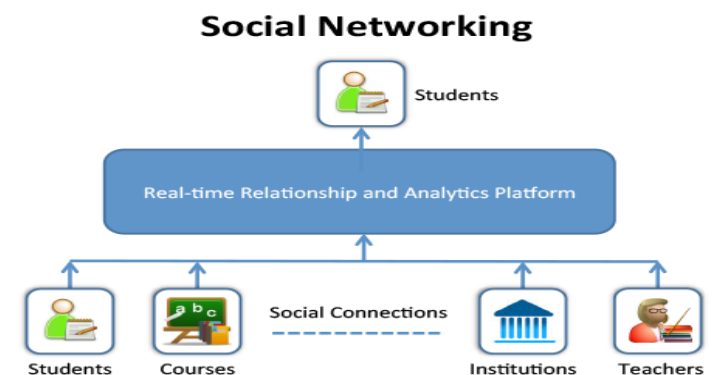 Social Networking
Students
Real-time Relationship and Analytics Platform
a b c
Social Connections
Students
Courses
Institutions
Teachers